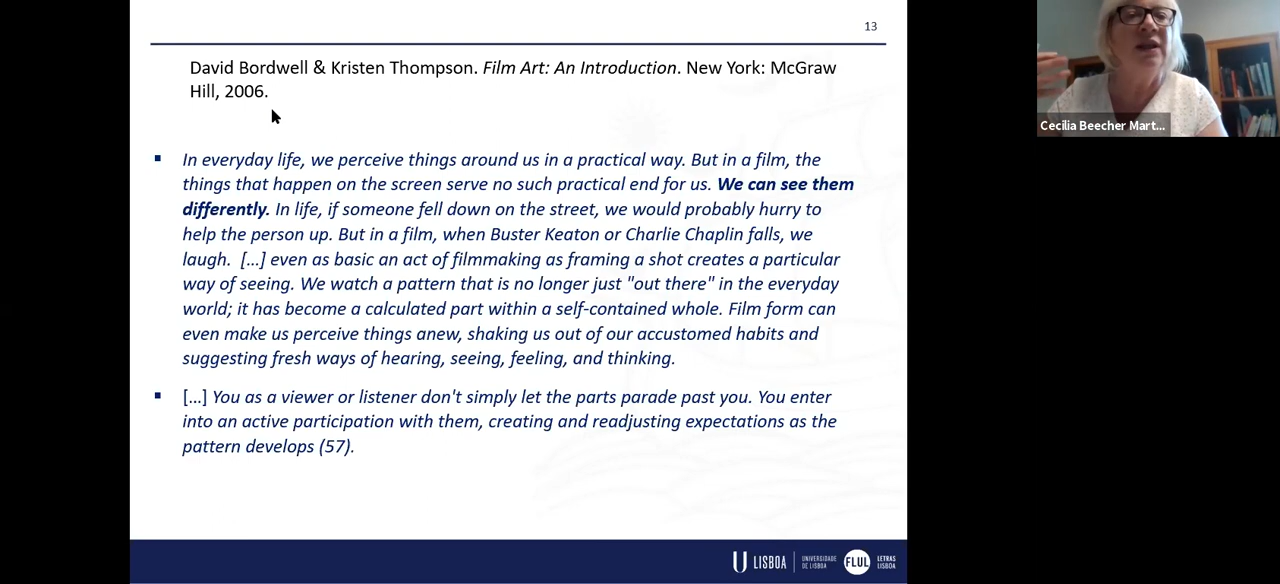 13
David Bordwell & Kristen Thompson. Film Art: An Introduction. New York: McGraw
Hill, 2006.
▪ In everyday life, we perceive things around us in a practical way. But in a film, the
things that happen on the screen serve no such practical end for us. We can see them
differently. In life, if someone fell down on the street, we would probably hurry to
help the person up. But in a film, when Buster Keaton or Charlie Chaplin falls, we
laugh. […] even as basic an act of filmmaking as framing a shot creates a particular
way of seeing. We watch a pattern that is no longer just "out there" in the everyday
world; it has become a calculated part within a self-contained whole. Film form can
even make us perceive things anew, shaking us out of our accustomed habits and
suggesting fresh ways of hearing, seeing, feeling, and thinking.
▪ […] You as a viewer or listener don't simply let the parts parade past you. You enter
into an active participation with them, creating and readjusting expectations as the
pattern develops (57).
Cecilia Beecher Mart...
U LISBOA
UNIVERSIDADE
DE LISBOA
FLUL
LETRAS
LISBOA